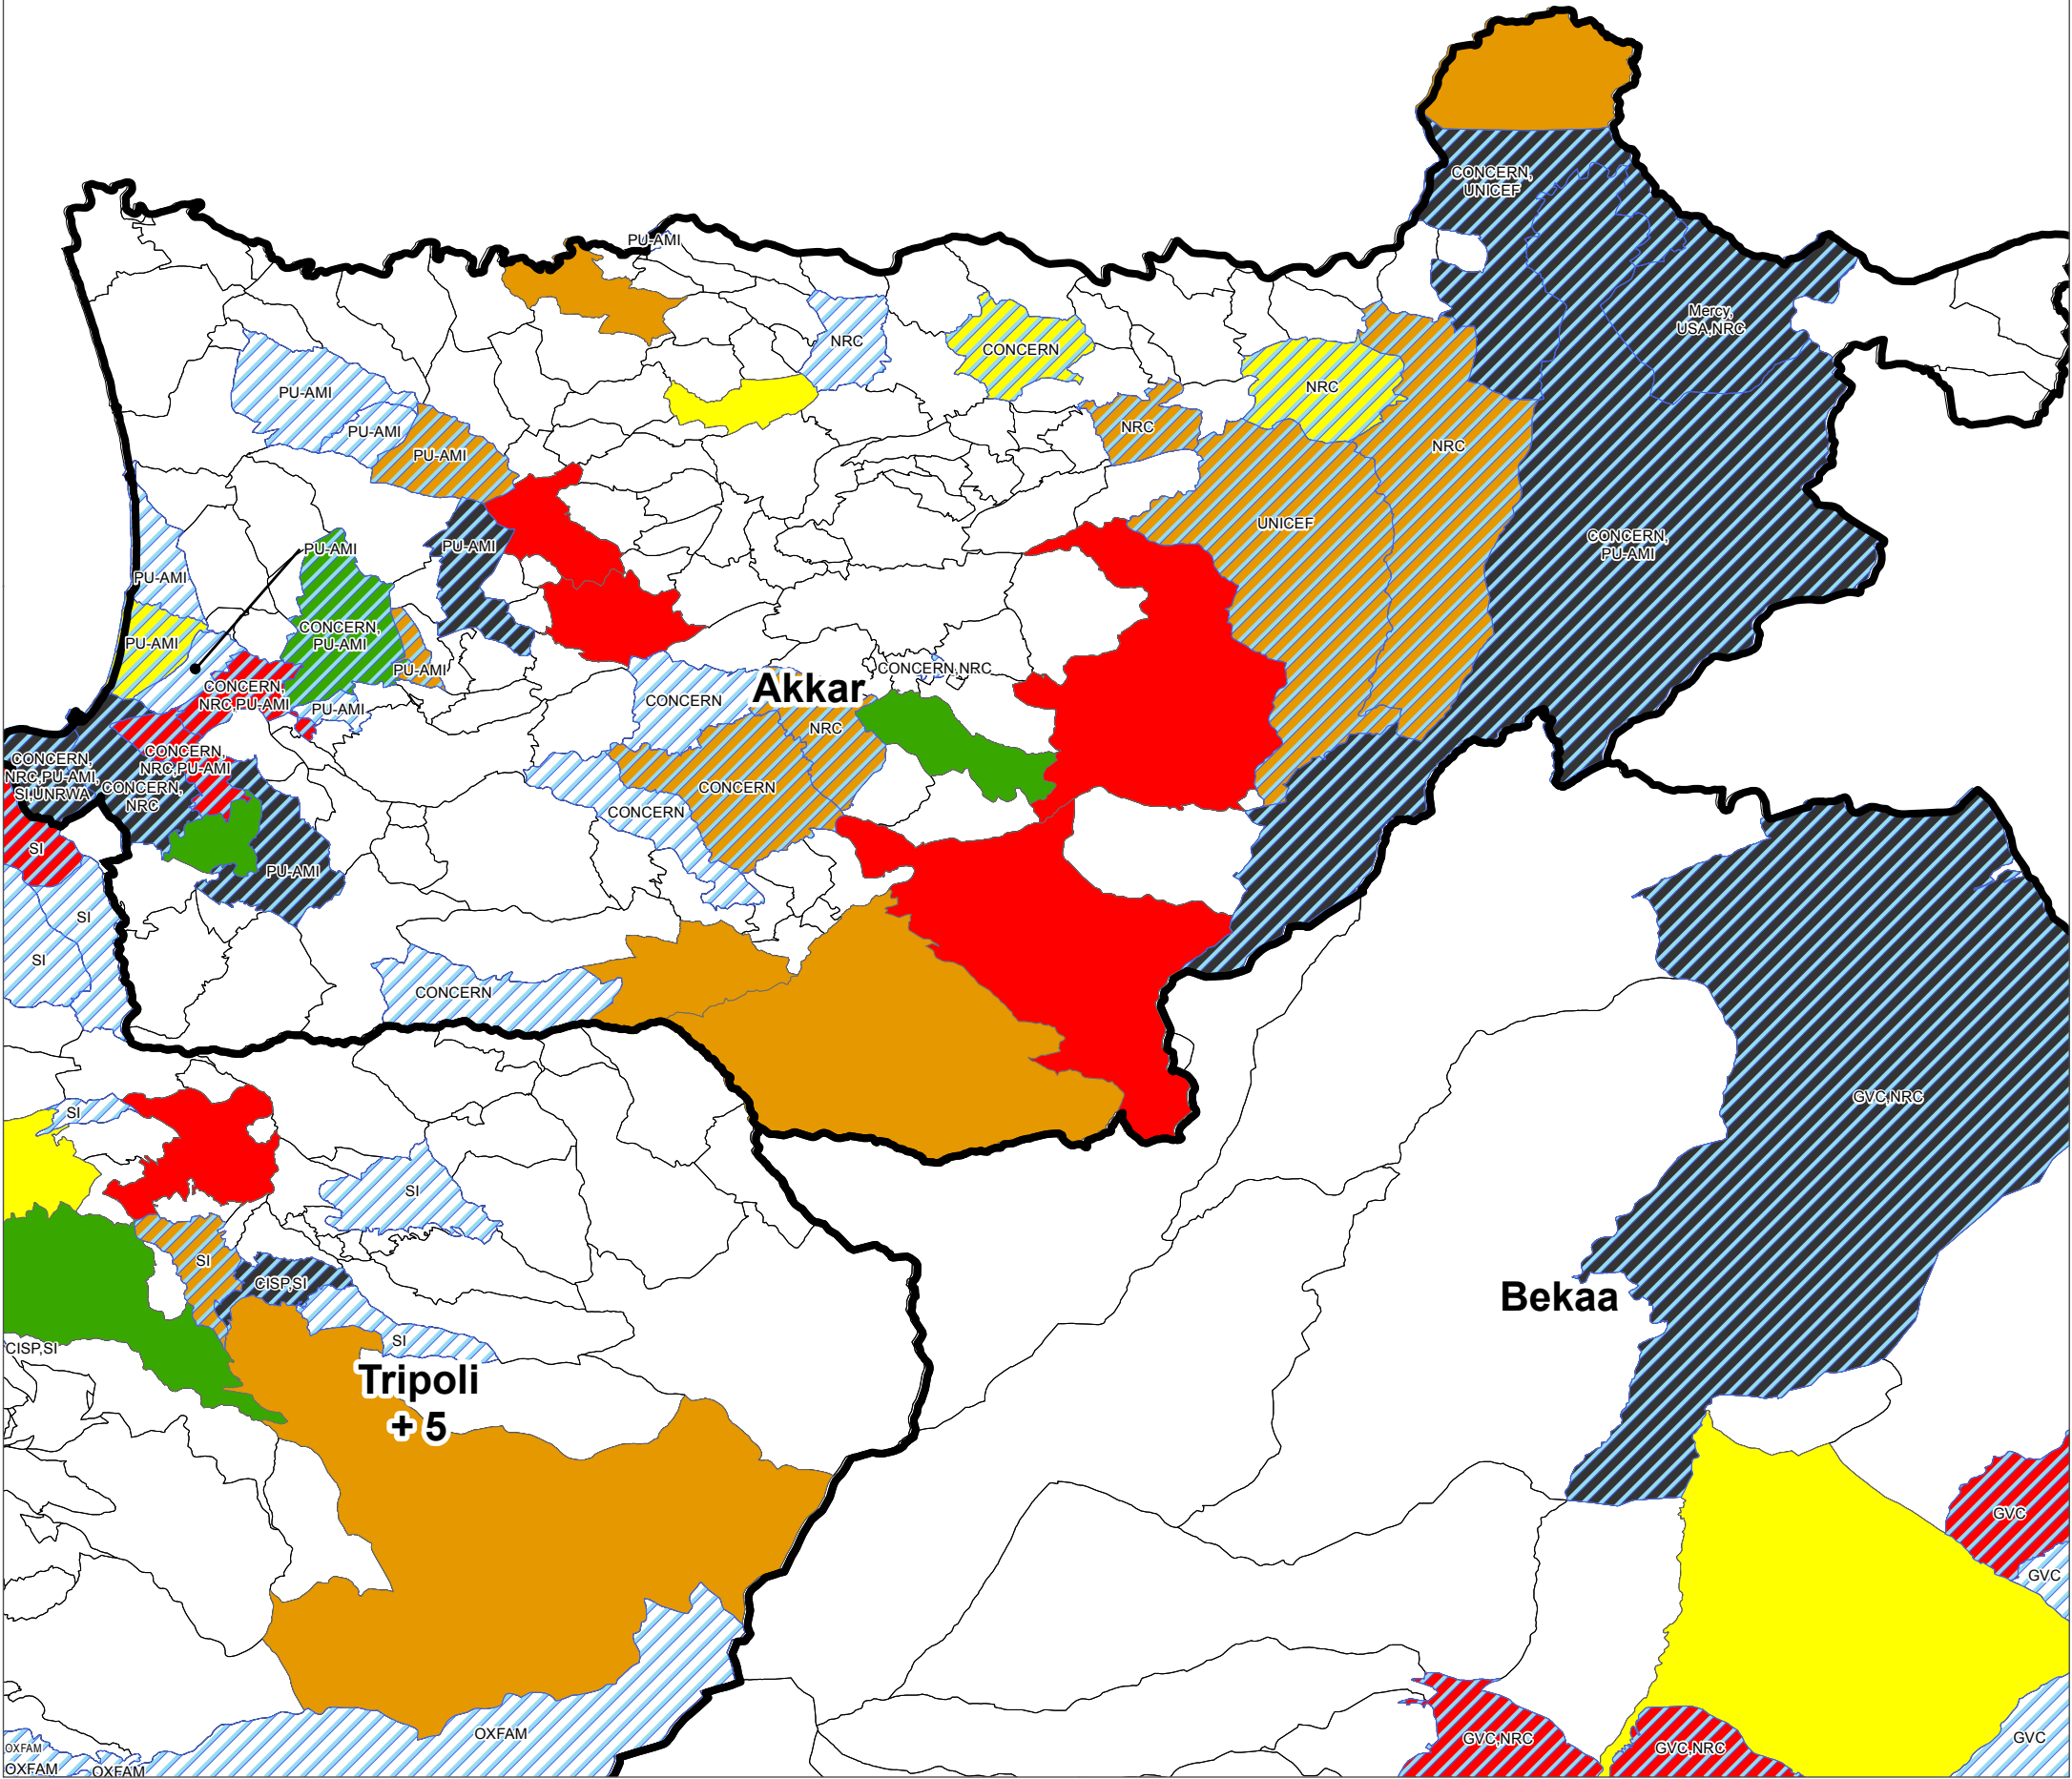 CONCERN,
UNICEF
PU-AMI
Mercy,
USA,NRC
NRC
CONCERN
NRC
PU-AMI
PU-AMI
NRC
PU-AMI
NRC
UNICEF
PU-AMI
PU-AMI
CONCERN,
PU-AMI
PU-AMI
CONCERN,
PU-AMI
PU-AMI
PU-AMI
CONCERN,NRC
CONCERN,
NRC,PU-AMI
CONCERN
Akkar
PU-AMI
NRC
CONCERN,
NRC,PU-AMI
CONCERN,
NRC,PU-AMI,
SI,UNRWA
CONCERN,
NRC
CONCERN
CONCERN
SI
PU-AMI
SI
SI
CONCERN
GVC,NRC
SI
SI
SI
CISP,SI
Bekaa
SI
CISP,SI
Tripoli
+ 5
GVC
GVC
OXFAM
GVC,NRC
GVC,NRC
GVC
OXFAM
OXFAM
OXFAM